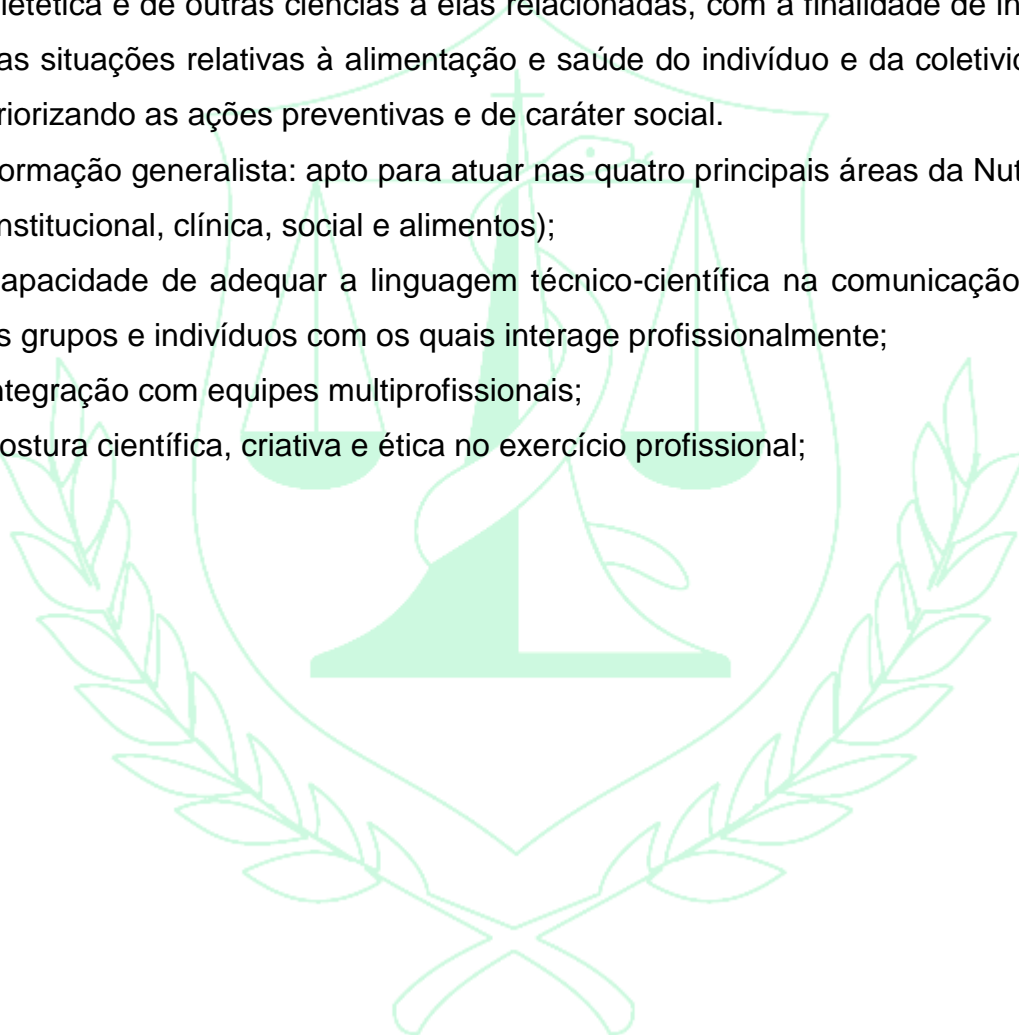 ietética e de outras ciências a elas relacionadas, com a finalidade de in
as situações relativas à alimentação e saúde do indivíduo e da coletivi
riorizando as ações preventivas e de caráter social.
ormação generalista: apto para atuar nas quatro principais áreas da Nut
nstitucional, clínica, social e alimentos);
apacidade de adequar a linguagem técnico-científica na comunicação
s grupos e indivíduos com os quais interage profissionalmente;
ntegração com equipes multiprofissionais;
ostura científica, criativa e ética no exercício profissional;